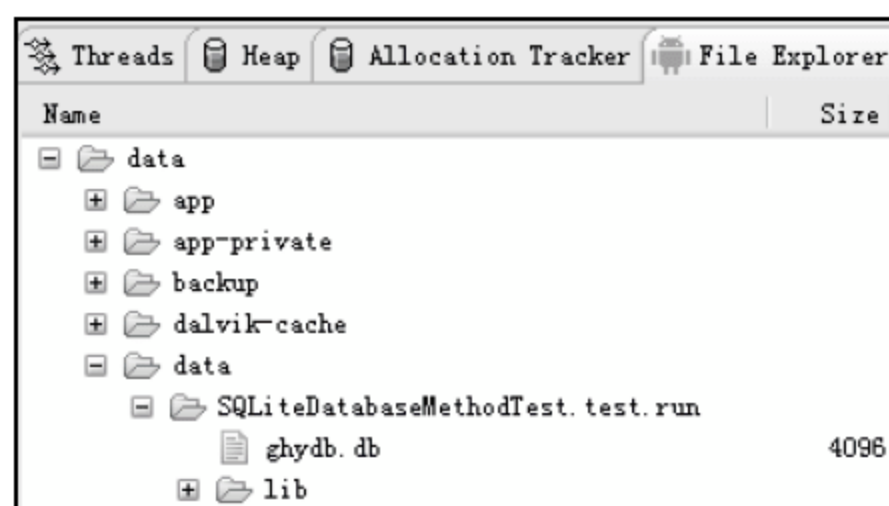 Threads Heap Allocation Tracker File Explorer
Name Size
data
app
app-private
backup
dalvik-cache
data
SQLiteDatabaseMethodTest.test.run
ghydb.db 4096
lib